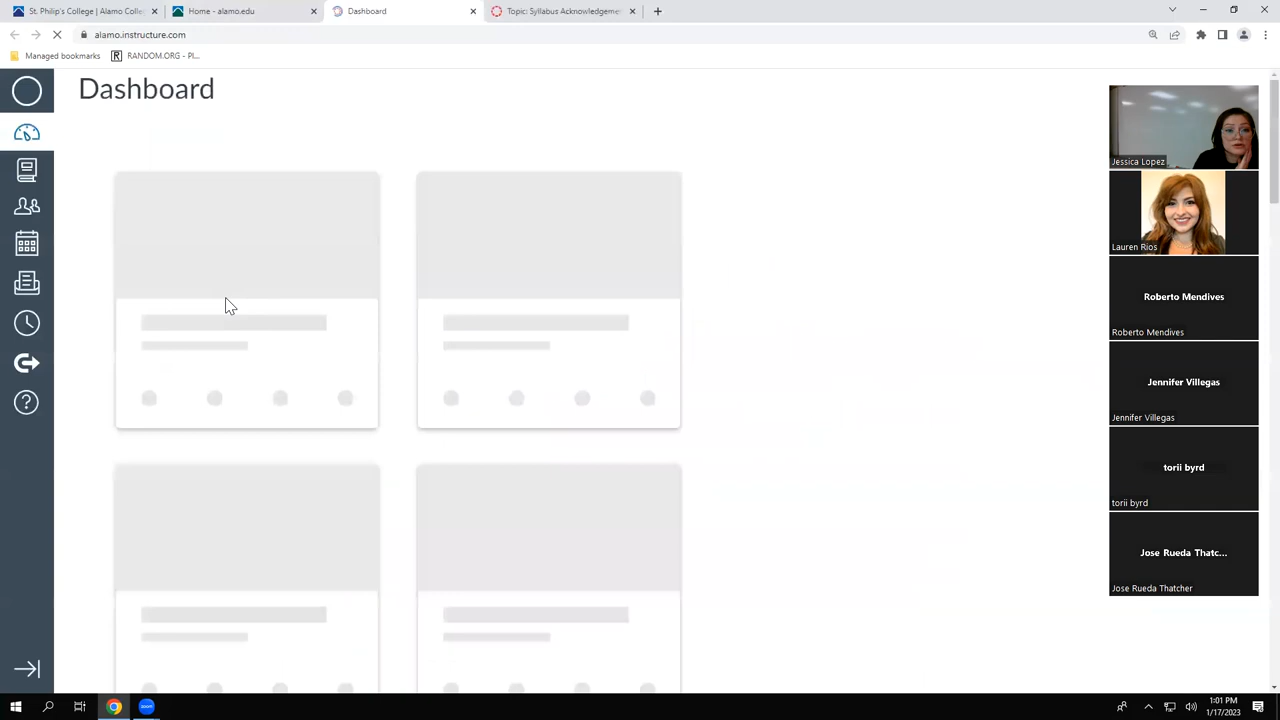 St. Philip's College | Alamo Colle
Home - alamo.edu
Dashboard
Topic: Syllabus Acknowledgeme
alamo.instructure.com
Managed bookmarks
RANDOM.ORG - Pl...
Dashboard
Jessica Lopez
Lauren Rios
Roberto Mendives
Roberto Mendives
Jennifer Villegas
Jennifer Villegas
torii byrd
torii byrd
Jose Rueda Thatc...
Jose Rueda Thatcher
zoom
1:01 PM
1/17/2023